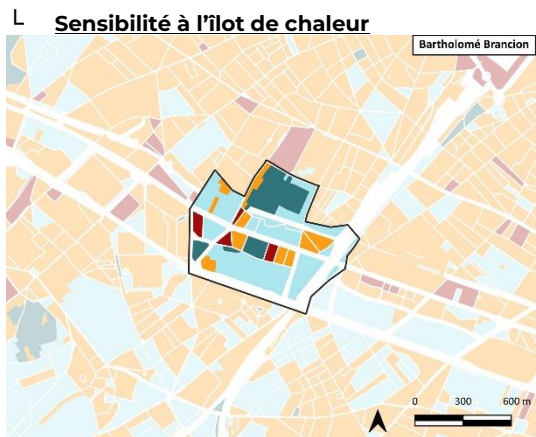 L
Sensibilité à l’îlot de chaleur
Bartholomé Brancion
0 300 600 m